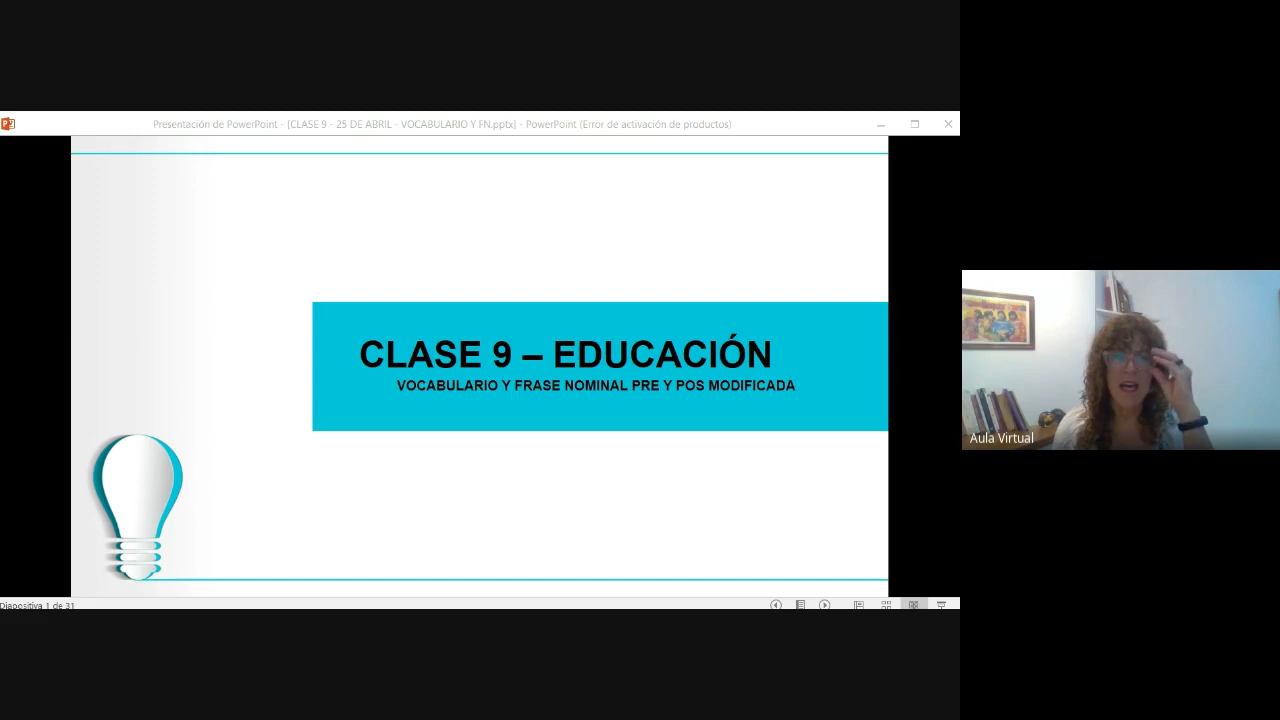 Presentación de PowerPoint - [CLASE 9 - 25 DE ABRIL - VOCABULARIO Y FN.pptx] - PowerPoint (Error de activación de productos)
CLASE 9 – EDUCACIÓN
VOCABULARIO Y FRASE NOMINAL PRE Y POS MODIFICADA
Aula Virtual
Diapositiva 1 de 31